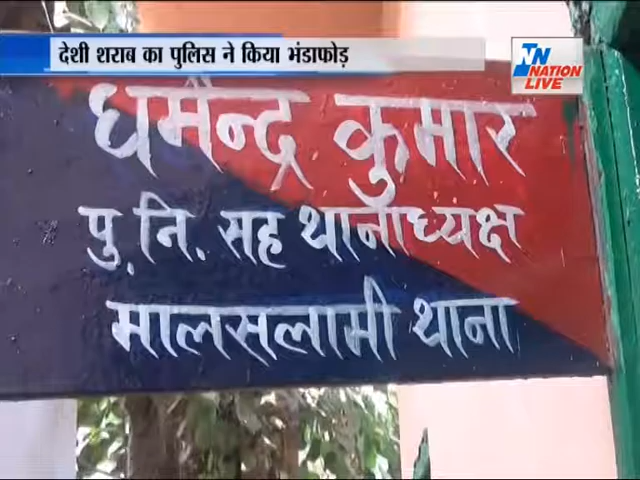 देशी शराब का पुलिस ने किया भंडाफोड़
NATION
LIVE
धर्मेन्द्र कुमार
पु.नि. सह थानाध्यक्ष
मालसलामी थाना